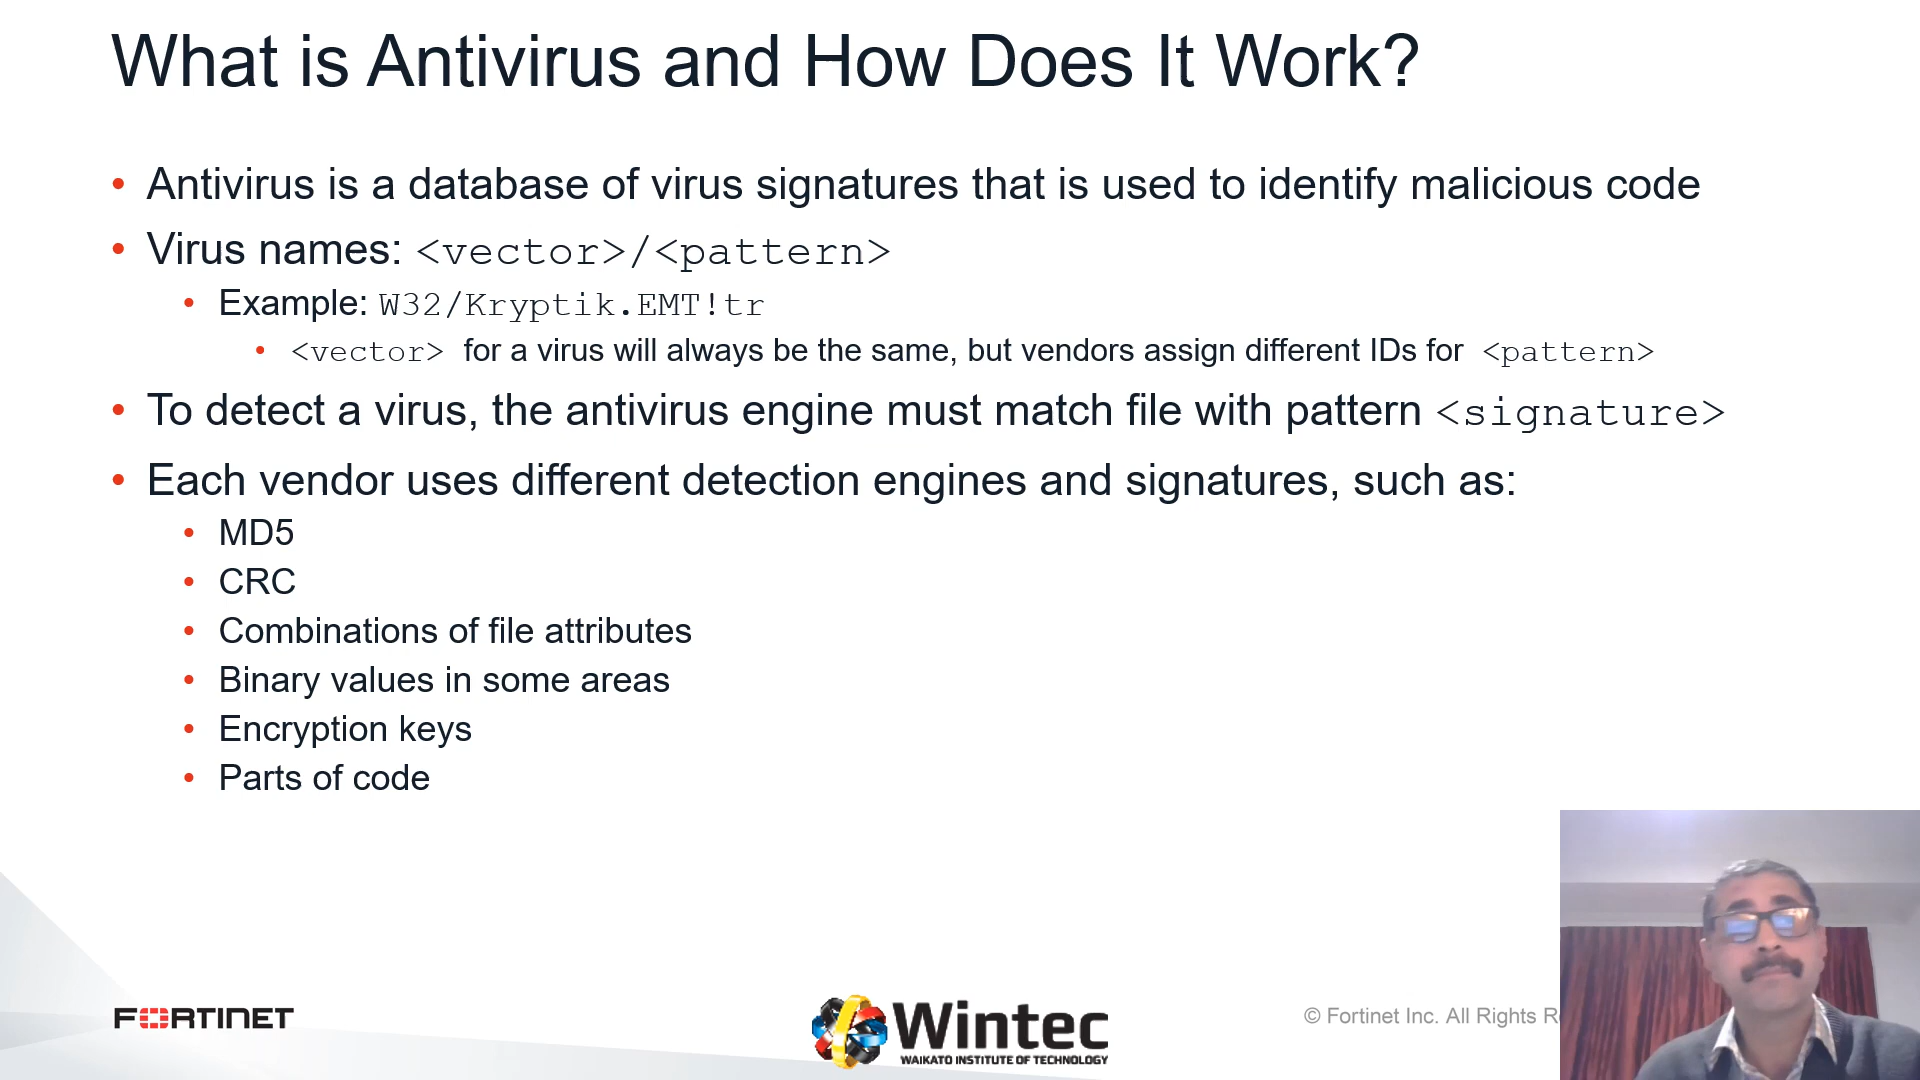 What is Antivirus and How Does It Work?
• Antivirus is a database of virus signatures that is used to identify malicious code
• Virus names: <vector>/<pattern>
• Example: W32/Kryptik.EMT!tr
• <vector> for a virus will always be the same, but vendors assign different IDs for <pattern>
• To detect a virus, the antivirus engine must match file with pattern <signature>
• Each vendor uses different detection engines and signatures, such as:
• MD5
• CRC
• Combinations of file attributes
• Binary values in some areas
• Encryption keys
• Parts of code
FORTINET
Wintec
WAIKATO INSTITUTE OF TECHNOLOGY
© Fortinet Inc. All Rights